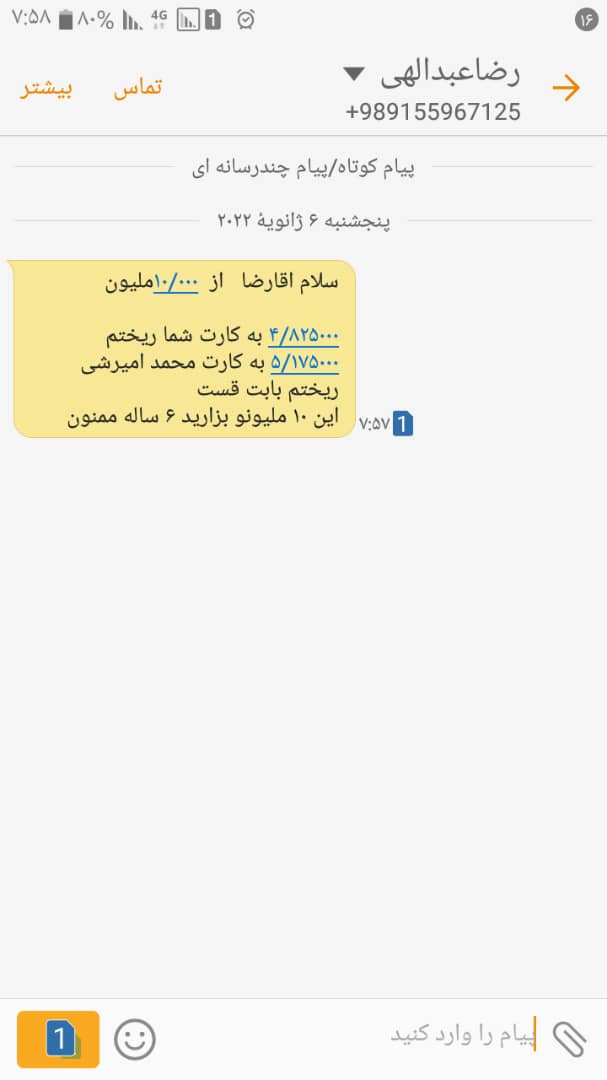 ۷:۵۸ ۸۰% 4G 1 ۱۶
رضاعبدالهی
+989155967125
تماس
بیشتر
پیام کوتاه/پیام چندرسانه ای
پنجشنبه ۶ ژانویهٔ ۲۰۲۲
سلام اقارضا از ۱۰/۰۰۰ملیون
۴/۸۲۵۰۰۰ به کارت شما ریختم
۵/۱۷۵۰۰۰ به کارت محمد امیرشی
ریختم بابت قست
این ۱۰ ملیونو بزارید ۶ ساله ممنون
1 ۷:۵۷
پیام را وارد کنید
1